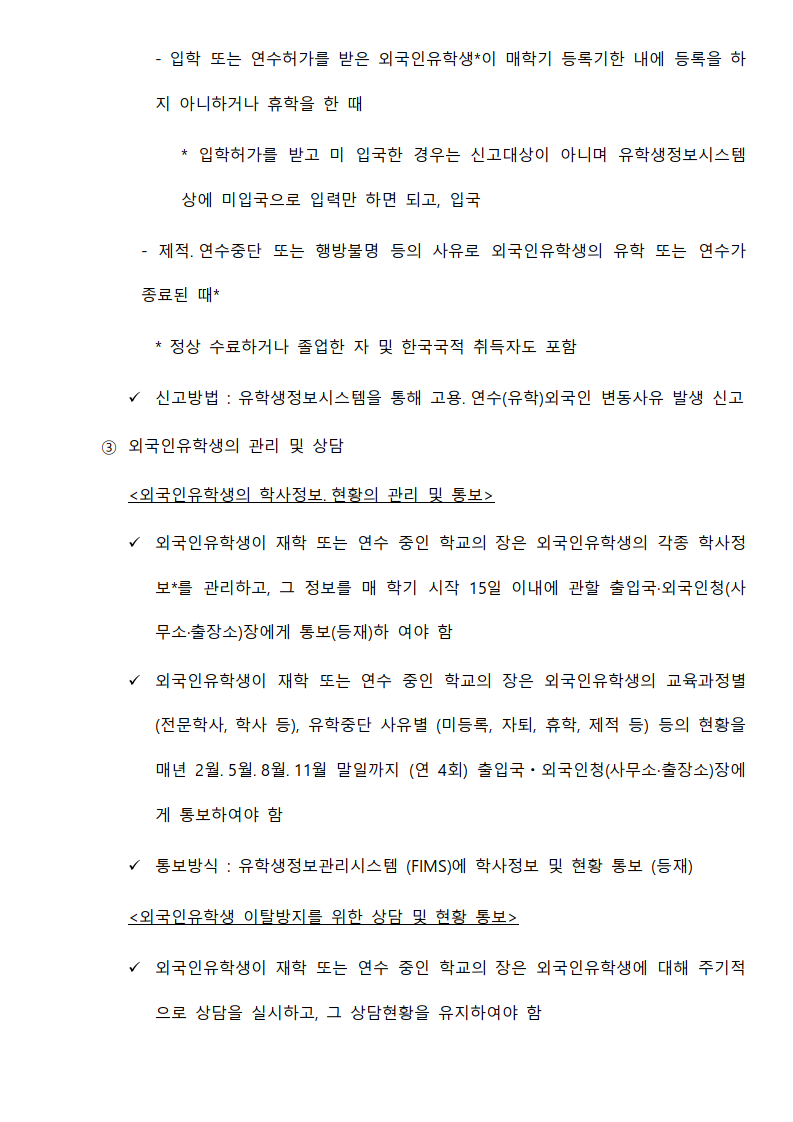 - 입학 또는 연수허가를 받은 외국인유학생*이 매학기 등록기한 내에 등록을 하
지 아니하거나 휴학을 한 때
* 입학허가를 받고 미 입국한 경우는 신고대상이 아니며 유학생정보시스템
상에 미입국으로 입력만 하면 되고, 입국
- 제적. 연수중단 또는 행방불명 등의 사유로 외국인유학생의 유학 또는 연수가
종료된 때*
* 정상 수료하거나 졸업한 자 및 한국국적 취득자도 포함
✓ 신고방법 : 유학생정보시스템을 통해 고용. 연수(유학)외국인 변동사유 발생 신고
③ 외국인유학생의 관리 및 상담
<외국인유학생의 학사정보. 현황의 관리 및 통보>
✓ 외국인유학생이 재학 또는 연수 중인 학교의 장은 외국인유학생의 각종 학사정
보*를 관리하고, 그 정보를 매 학기 시작 15일 이내에 관할 출입국·외국인청(사
무소·출장소)장에게 통보(등재)하 여야 함
✓ 외국인유학생이 재학 또는 연수 중인 학교의 장은 외국인유학생의 교육과정별
(전문학사, 학사 등), 유학중단 사유별 (미등록, 자퇴, 휴학, 제적 등) 등의 현황을
매년 2월. 5월. 8월. 11월 말일까지 (연 4회) 출입국・외국인청(사무소·출장소)장에
게 통보하여야 함
✓ 통보방식 : 유학생정보관리시스템 (FIMS)에 학사정보 및 현황 통보 (등재)
<외국인유학생 이탈방지를 위한 상담 및 현황 통보>
✓ 외국인유학생이 재학 또는 연수 중인 학교의 장은 외국인유학생에 대해 주기적
으로 상담을 실시하고, 그 상담현황을 유지하여야 함